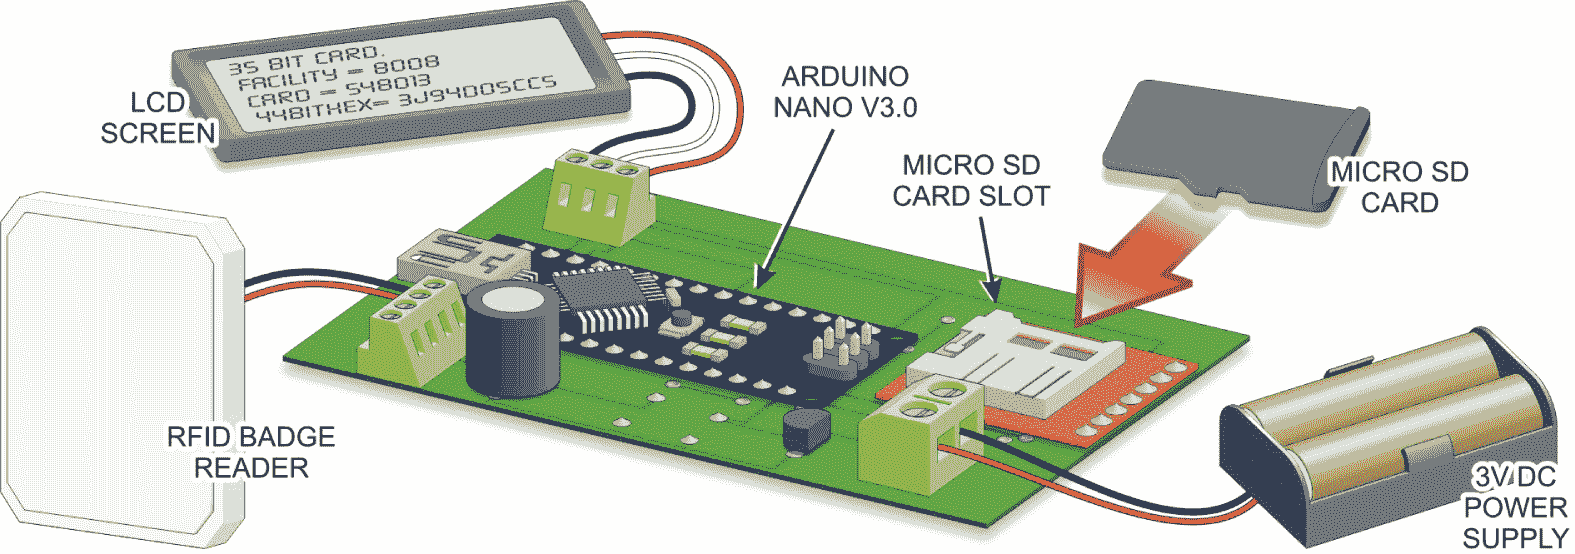 35 BIT CARD.
FACILITY = 8008
CARD = 548013
44BITHEX= 3J94D05CC5
LCD
SCREEN
ARDUINO
NANO V3.0
MICRO SD
CARD SLOT
MICRO SD
CARD
RFID BADGE
READER
3V DC
POWER
SUPPLY